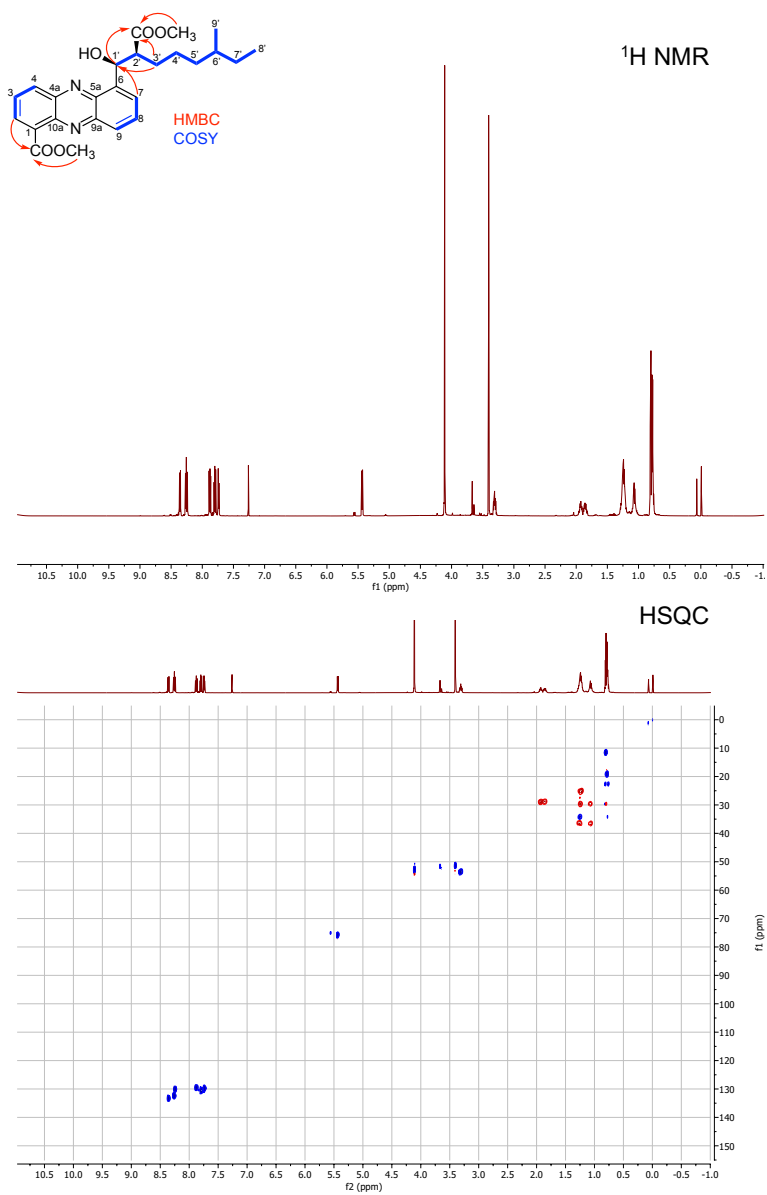 COOCH3
9'
HO
1'
2'
3'
4'
5'
6'
7'
8'
¹H NMR
4
4a
N
5a
6
7
3
8
1
10a
N
9a
9
COOCH3
HMBC
COSY
10.5 10.0 9.5 9.0 8.5 8.0 7.5 7.0 6.5 6.0 5.5 5.0 4.5 4.0 3.5 3.0 2.5 2.0 1.5 1.0 0.5 0.0 -0.5 -1.
f1 (ppm)
HSQC
0
10
20
30
40
50
60
70
80
90
100
110
120
130
140
150
f1 (ppm)
10.5 10.0 9.5 9.0 8.5 8.0 7.5 7.0 6.5 6.0 5.5 5.0 4.5 4.0 3.5 3.0 2.5 2.0 1.5 1.0 0.5 0.0 -0.5 -1.0
f2 (ppm)